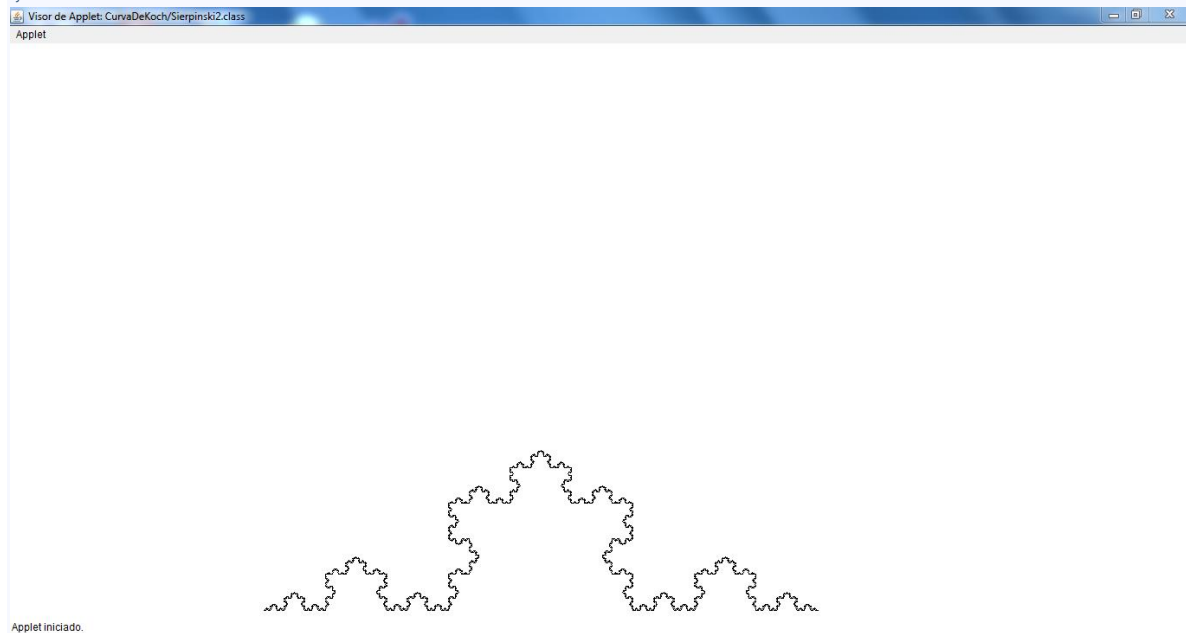 Visor de Applet: CurvaDeKoch/Sierpinski2.class
Applet
Applet iniciado.